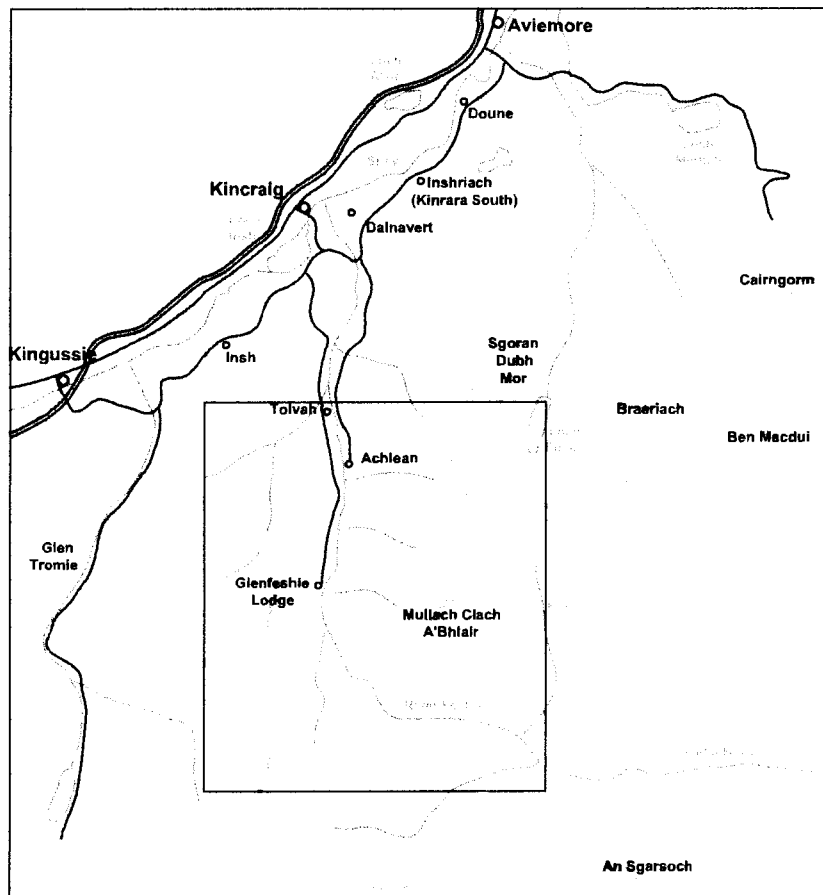 Aviemore
Doune
Inshriach
(Kinrara South)
Kincraig
Dalnavert
Cairngorm
Sgoran
Dubh
Mor
Kingussie
Insh
Braeriach
Tolvah
Ben Macdui
Achlean
Glen
Tromie
Glenfeshie
Lodge
Mullach Clach
A'Bhlair
An Sgarsoch